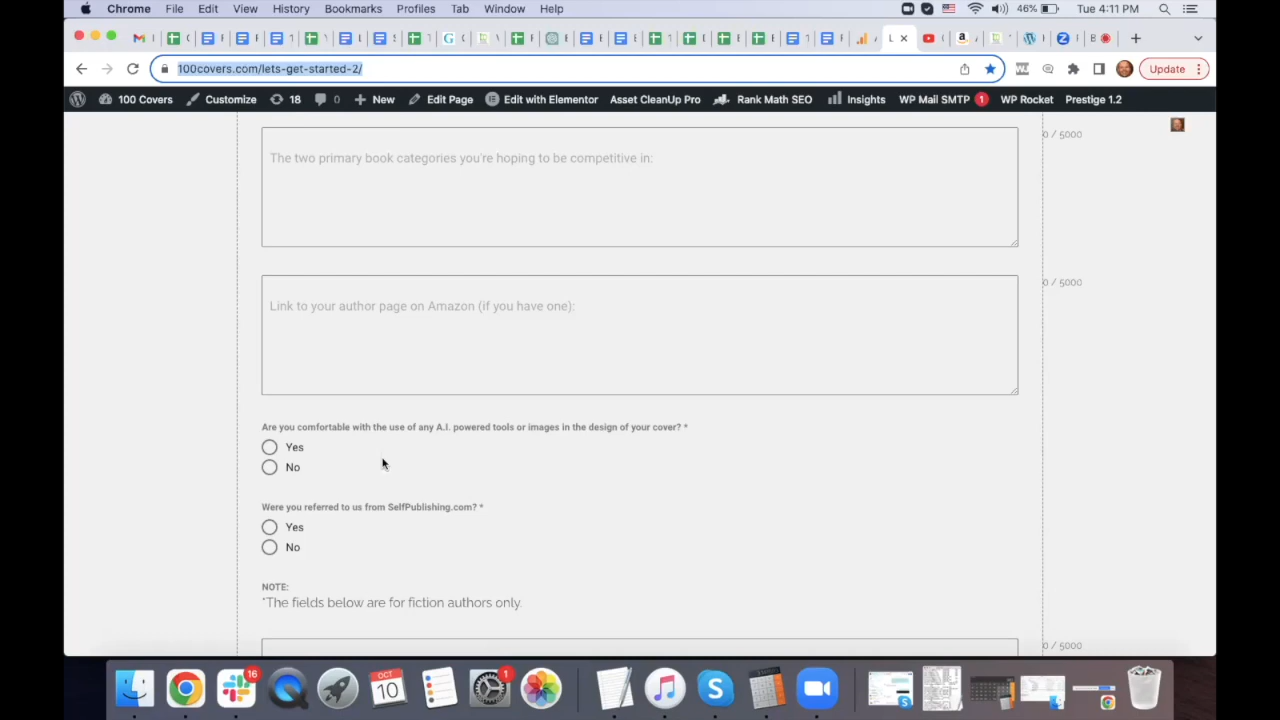 Chrome File Edit View History Bookmarks Profiles Tab Window Help 46% Tue 4:11 PM
100covers.com/lets-get-started-2/ Update
100 Covers Customize 18 0 New Edit Page Edit with Elementor Asset CleanUp Pro Rank Math SEO Insights WP Mail SMTP 1 WP Rocket Prestige 1.2
0 / 5000
The two primary book categories you're hoping to be competitive in:
0 / 5000
Link to your author page on Amazon (if you have one):
Are you comfortable with the use of any A.I. powered tools or images in the design of your cover? *
Yes
No
Were you referred to us from SelfPublishing.com? *
Yes
No
NOTE:
*The fields below are for fiction authors only.
0 / 5000
16
OCT
10
1